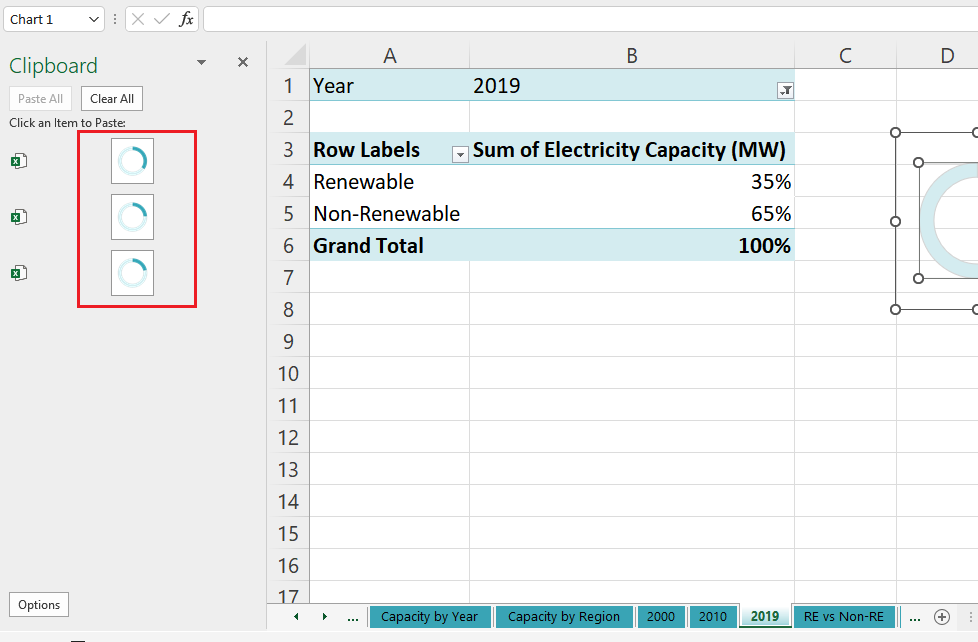 Chart 1
fx
Clipboard
Paste All
Clear All
Click an Item to Paste:
Options
A B C D
1 Year 2019
2
3 Row Labels Sum of Electricity Capacity (MW)
4 Renewable 35%
5 Non-Renewable 65%
6 Grand Total 100%
7
8
9
10
11
12
13
14
15
16
17
... Capacity by Year Capacity by Region 2000 2010 2019 RE vs Non-RE ...